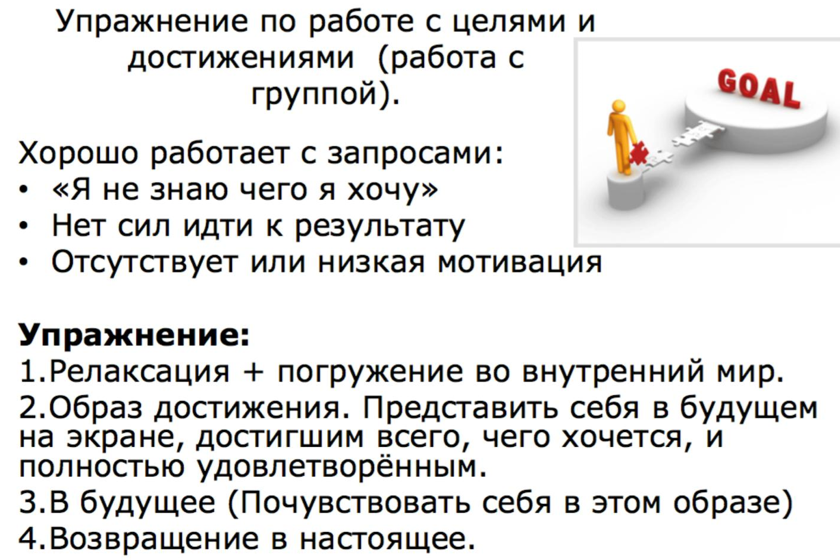 Упражнение по работе с целями и
достижениями (работа с
группой).
GOAL
Хорошо работает с запросами:
• «Я не знаю чего я хочу»
• Нет сил идти к результату
• Отсутствует или низкая мотивация
Упражнение:
1.Релаксация + погружение во внутренний мир.
2.Образ достижения. Представить себя в будущем
на экране, достигшим всего, чего хочется, и
полностью удовлетворённым.
3.В будущее (Почувствовать себя в этом образе)
4.Возвращение в настоящее.